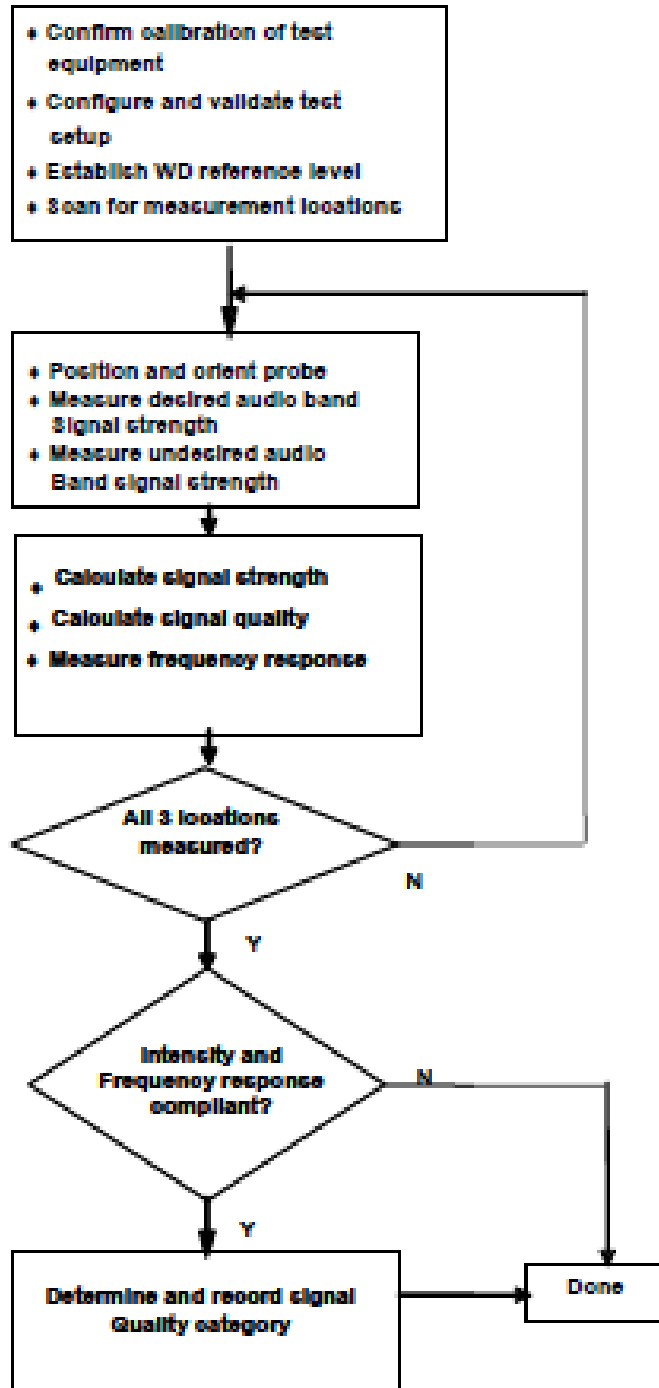 ♦ Confirm calibration of test
equipment
♦ Configure and validate test
setup
♦ Establish WD reference level
♦ Scan for measurement locations
♦ Position and orient probe
♦ Measure desired audio band
Signal strength
♦ Measure undesired audio
Band signal strength
♦ Calculate signal strength
♦ Calculate signal quality
♦ Measure frequency response
All 3 locations
measured?
N
Y
Intensity and
Frequency response
compliant?
N
Y
Determine and record signal
Quality category
Done